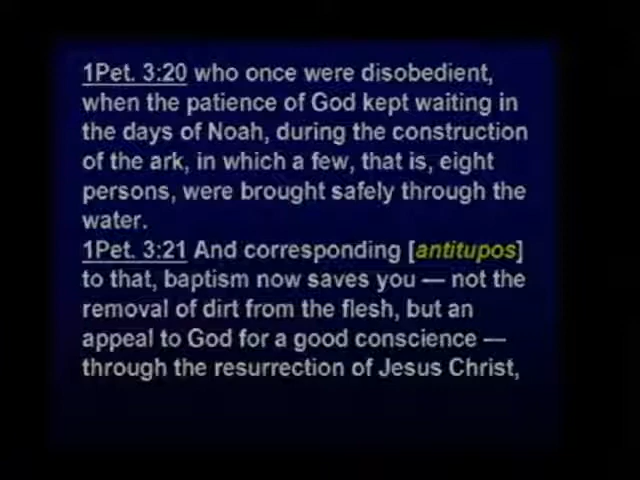 1Pet. 3:20 who once were disobedient,
when the patience of God kept waiting in
the days of Noah, during the construction
of the ark, in which a few, that is, eight
persons, were brought safely through the
water.
1Pet. 3:21 And corresponding [antitupos]
to that, baptism now saves you — not the
removal of dirt from the flesh, but an
appeal to God for a good conscience —
through the resurrection of Jesus Christ,